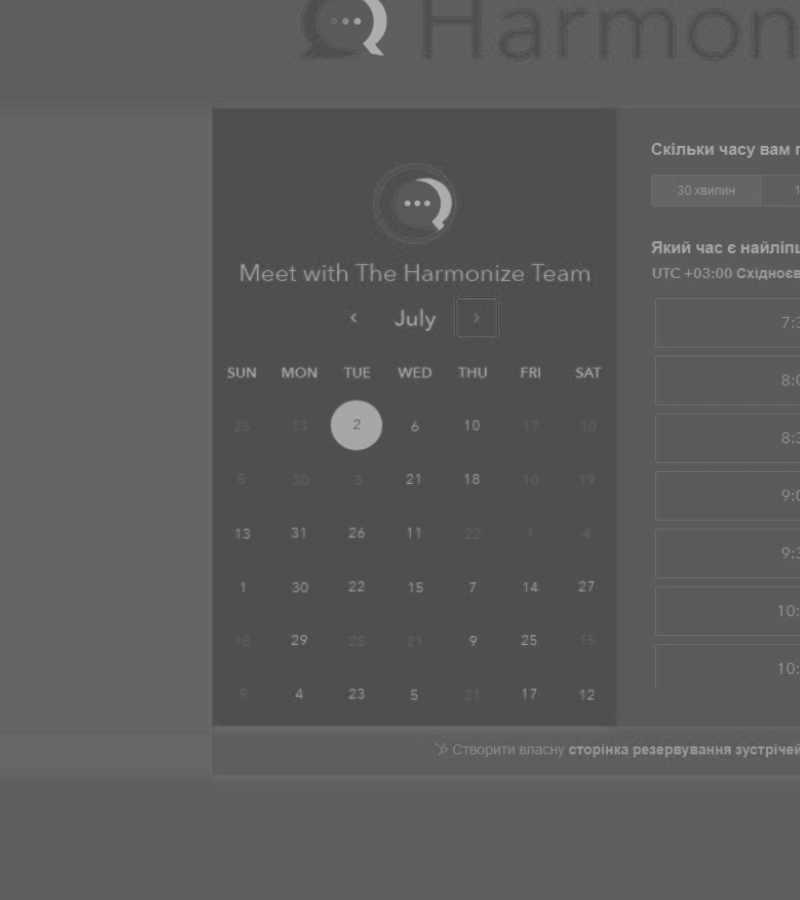 Harmon
Meet with The Harmonize Team
July
SUN MON TUE WED THU FRI SAT
25 13 2 6 10 17 16
5 30 3 21 18 10 19
13 31 26 11 22 1 4
1 30 22 15 7 14 27
18 29 28 21 9 25 15
9 4 23 5 21 17 12
Скільки часу вам п
30 хвилин 1
Який час є найліпш
UTC +03:00 Східноєв
7:3
8:0
8:3
9:0
9:3
10:
10:
Створити власну сторінка резервування зустрічей